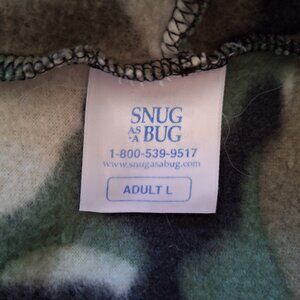 SNUG
AS A BUG
1-800-539-9517
www.snugasabug.com
ADULT L